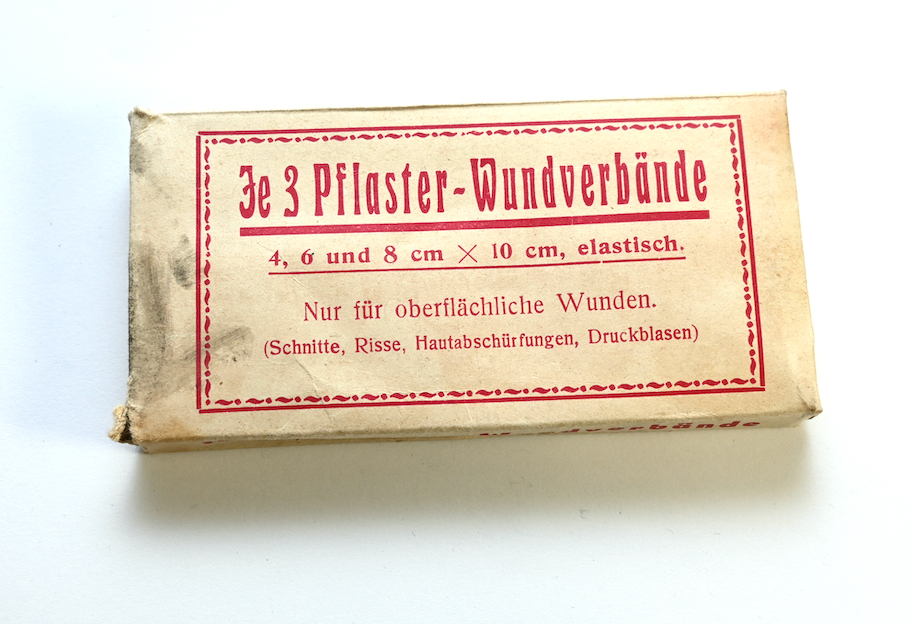 Je 3 Pflaster-Wundverbände
4, 6 und 8 cm × 10 cm, elastisch.
Nur für oberflächliche Wunden.
(Schnitte, Risse, Hautabschürfungen, Druckblasen)
Wundverbände